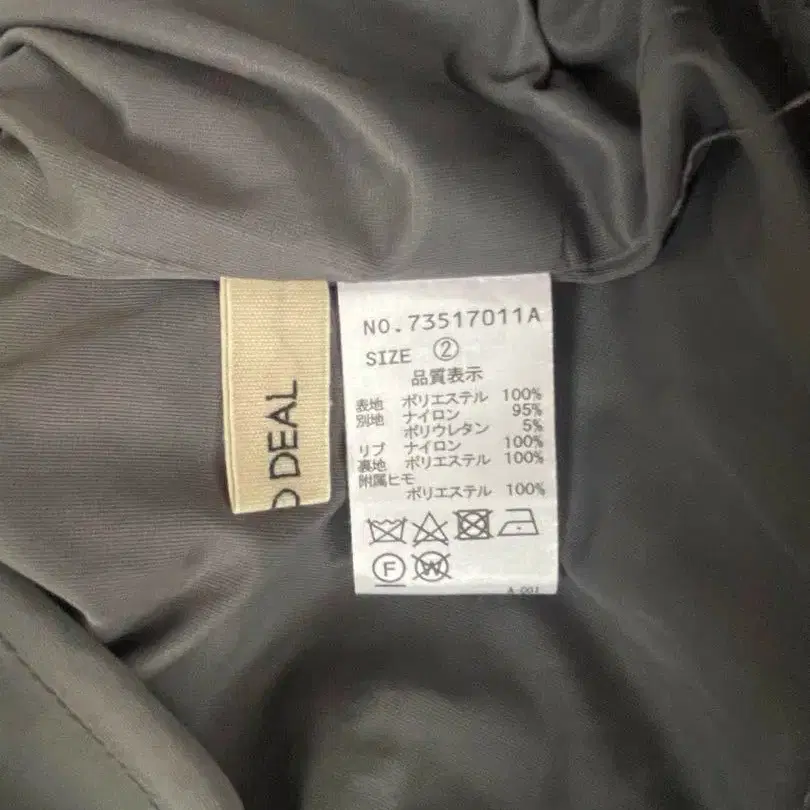 DEAL
NO.73517011A
SIZE ②
品質表示
表地 ポリエステル 100%
別地 ナイロン 95%
ポリウレタン 5%
リブ ナイロン 100%
裏地 ポリエステル 100%
附属ヒモ
ポリエステル 100%
F W
A-001